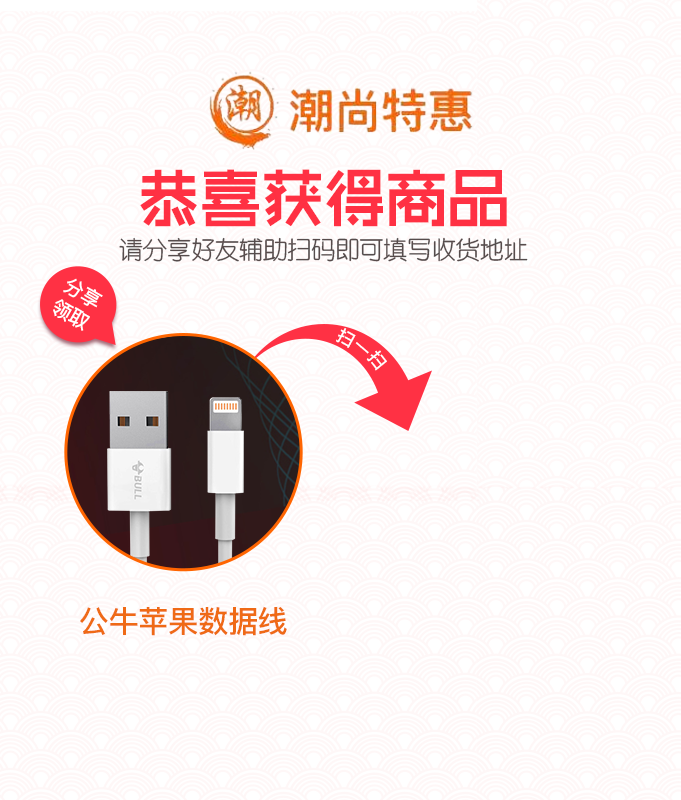 潮
潮尚特惠
恭喜获得商品
请分享好友辅助扫码即可填写收货地址
分享
领取
扫一扫
BULL
公牛苹果数据线